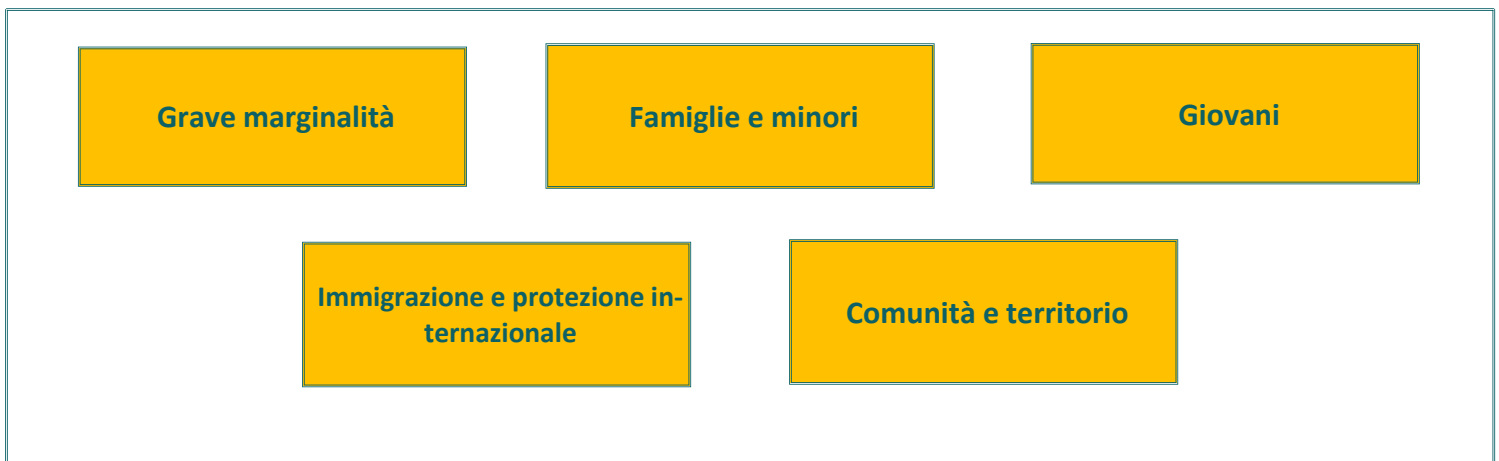 Grave marginalità
Famiglie e minori
Giovani
Immigrazione e protezione in-
ternazionale
Comunità e territorio